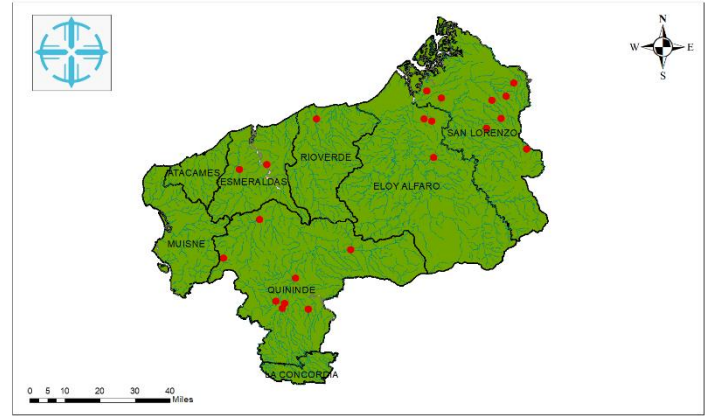 N
W E
S
SAN LORENZO
RIOVERDE
ATACAMES
ESMERALDAS
ELOY ALFARO
MUISNE
QUININDE
LA CONCORDIA
0 5 10 20 30 40
Miles